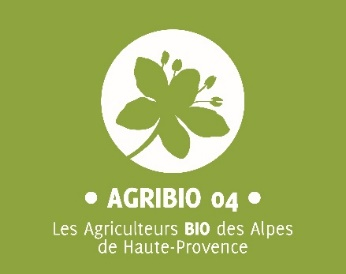 • AGRIBIO 04 •
Les Agriculteurs BIO des Alpes
de Haute-Provence